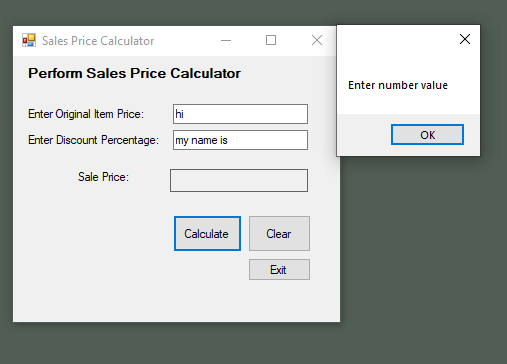 Sales Price Calculator
Perform Sales Price Calculator
Enter Original Item Price: hi
Enter Discount Percentage: my name is
Sale Price:
Calculate Clear
Exit
Enter number value
OK